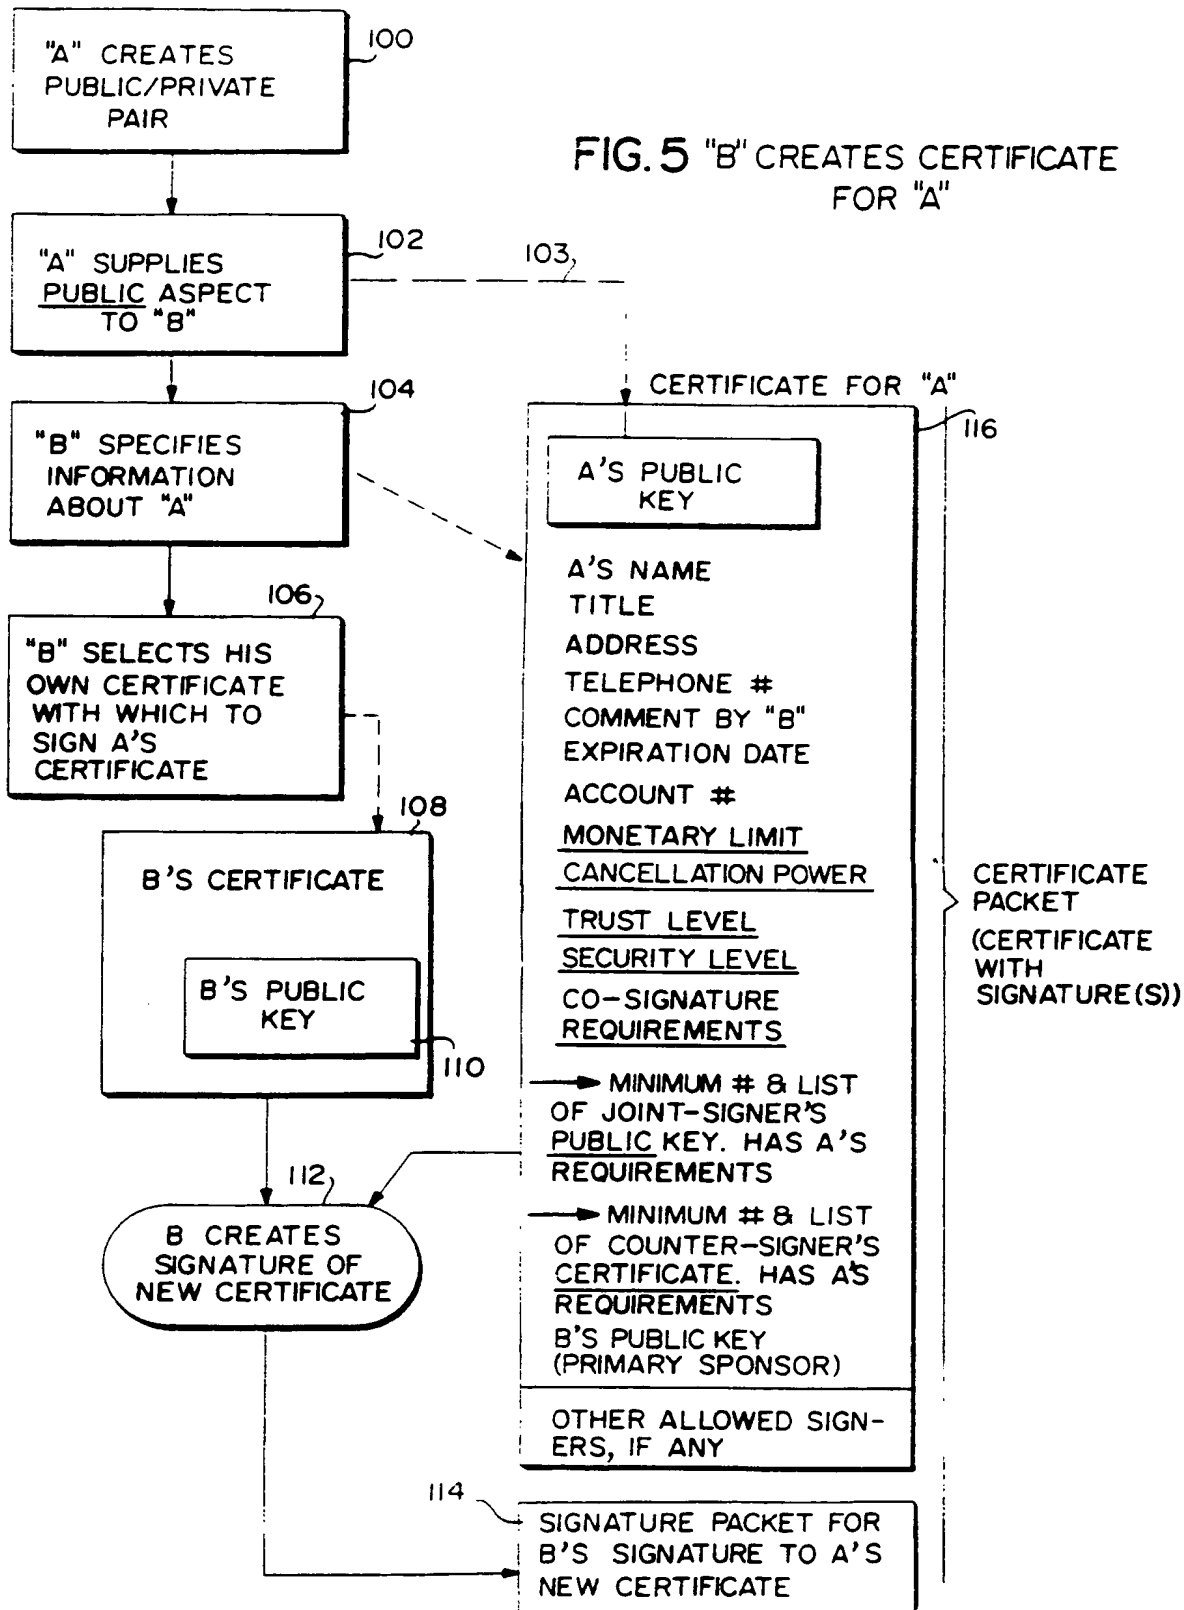 "A" CREATES
PUBLIC/PRIVATE
PAIR
100
FIG. 5 "B" CREATES CERTIFICATE
FOR "A"
"A" SUPPLIES
PUBLIC ASPECT
TO "B"
102
103
"B" SPECIFIES
INFORMATION
ABOUT "A"
104
"B" SELECTS HIS
OWN CERTIFICATE
WITH WHICH TO
SIGN A'S
CERTIFICATE
106
B'S CERTIFICATE
108
B'S PUBLIC
KEY
110
B CREATES
SIGNATURE OF
NEW CERTIFICATE
112
CERTIFICATE FOR "A"
116
A'S PUBLIC
KEY
A'S NAME
TITLE
ADDRESS
TELEPHONE #
COMMENT BY "B"
EXPIRATION DATE
ACCOUNT #
MONETARY LIMIT
CANCELLATION POWER
TRUST LEVEL
SECURITY LEVEL
CO-SIGNATURE
REQUIREMENTS
MINIMUM # & LIST
OF JOINT-SIGNER'S
PUBLIC KEY. HAS A'S
REQUIREMENTS
MINIMUM # & LIST
OF COUNTER-SIGNER'S
CERTIFICATE. HAS A'S
REQUIREMENTS
B'S PUBLIC KEY
(PRIMARY SPONSOR)
OTHER ALLOWED SIGN-
ERS, IF ANY
CERTIFICATE
PACKET
(CERTIFICATE
WITH
SIGNATURE(S))
114
SIGNATURE PACKET FOR
B'S SIGNATURE TO A'S
NEW CERTIFICATE